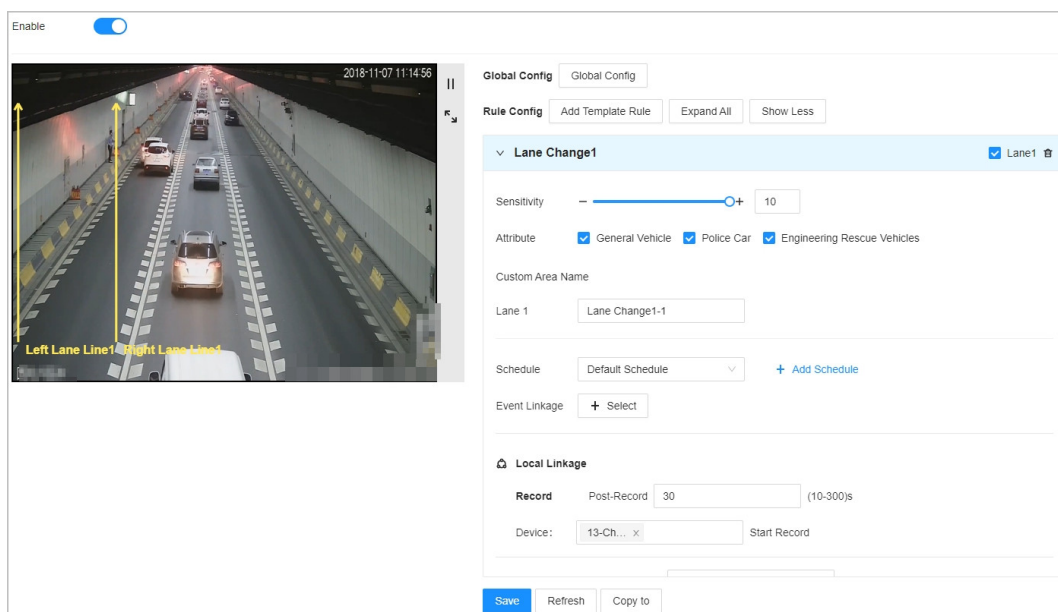 Enable
2018-11-07 11:14:56
Left Lane Line1 Right Lane Line1
Global Config Global Config
Rule Config Add Template Rule Expand All Show Less
Lane Change1 Lane1
Sensitivity − + 10
Attribute General Vehicle Police Car Engineering Rescue Vehicles
Custom Area Name
Lane 1 Lane Change1-1
Schedule Default Schedule + Add Schedule
Event Linkage + Select
Local Linkage
Record Post-Record 30 (10-300)s
Device: 13-Ch... × Start Record
Save Refresh Copy to